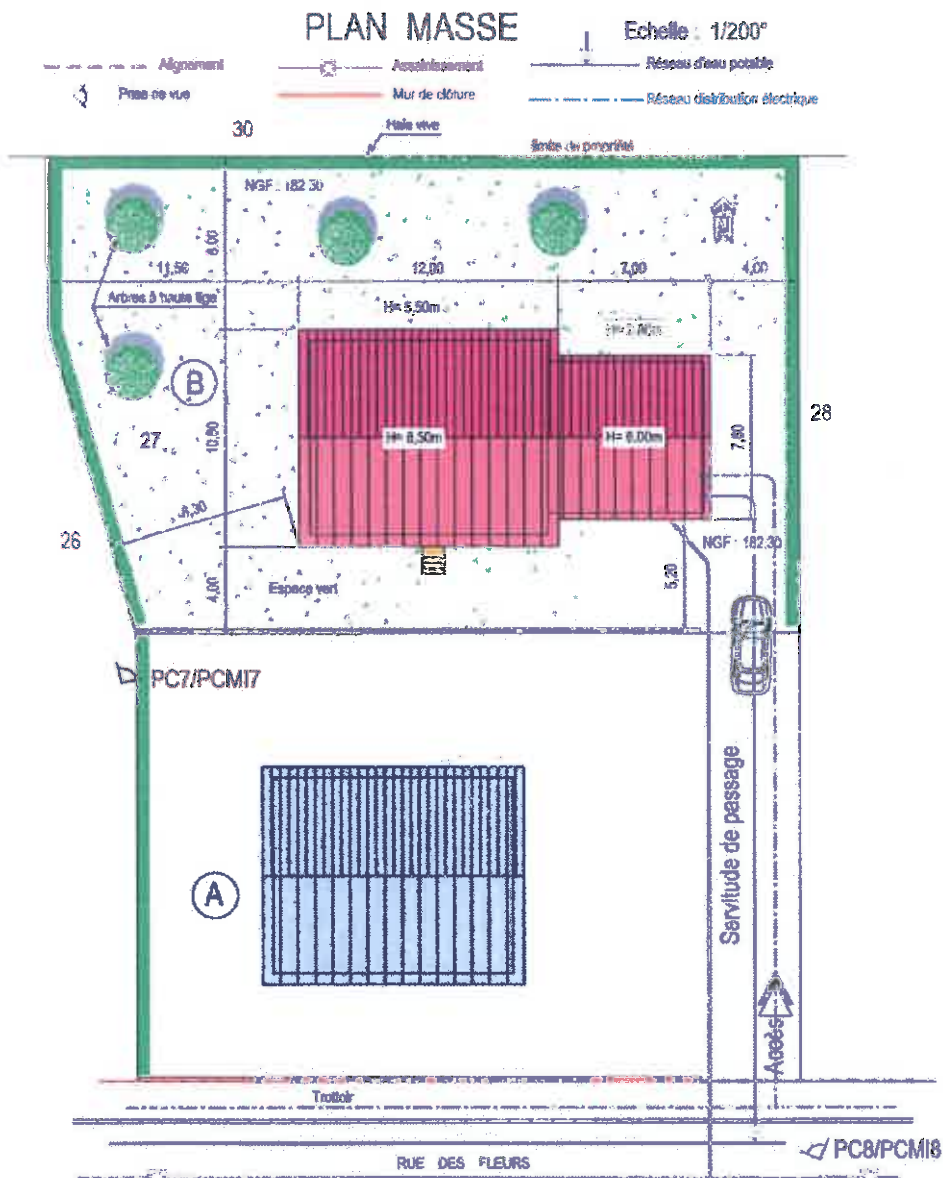 PLAN MASSE
Echelle : 1/200°
Alignement
Assainissement
Réseau d'eau potable
Prise de vue
Mur de clôture
Réseau distribution électrique
30
Haie vive
limite de propriété
NGF : 182.30
N
8,00
11,50
12,00
7,00
4,00
Arbres à haute tige
H= 5,50m
B
28
27
10,80
H= 8,50m
H= 6,00m
7,60
26
NGF : 182.30
4,00
Espace vert
5,20
PC7/PCMI7
Servitude de passage
A
Accès
Trottoir
PC8/PCMI8
RUE DES FLEURS